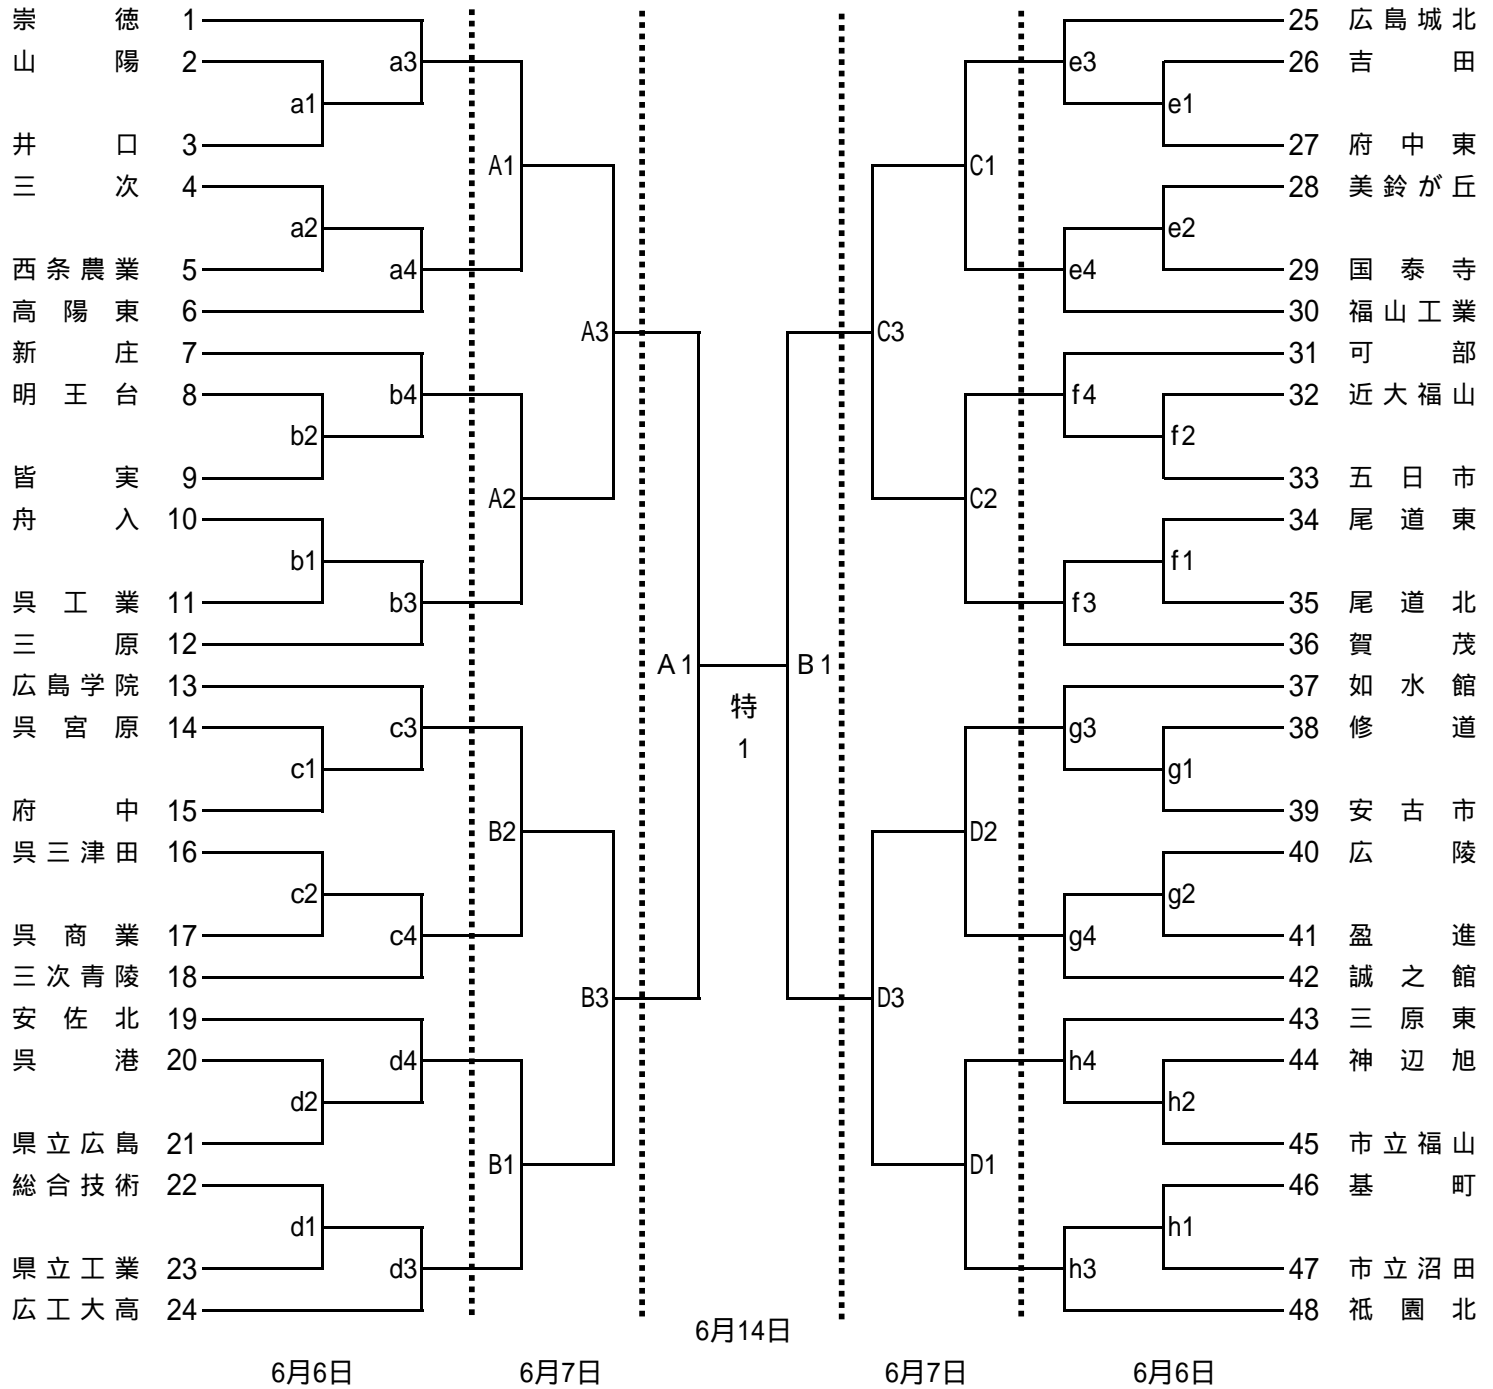 崇徳 1
山陽 2
a3
a1
井口 3
A1
三次 4
a2
西条農業 5
a4
高陽東 6
A3
新庄 7
明王台 8
b4
b2
皆実 9
A2
舟入 10
b1
呉工業 11
b3
三原 12
A 1
広島学院 13
呉宮原 14
c3
c1
府中 15
B2
呉三津田 16
c2
呉商業 17
c4
三次青陵 18
B3
安佐北 19
呉港 20
d4
d2
県立広島 21
B1
総合技術 22
d1
県立工業 23
d3
広工大高 24
特
1
25 広島城北
e3
26 吉田
e1
27 府中東
C1
28 美鈴が丘
e2
29 国泰寺
e4
30 福山工業
C3
31 可部
f4
32 近大福山
f2
33 五日市
C2
34 尾道東
f1
35 尾道北
f3
36 賀茂
B 1
37 如水館
g3
38 修道
g1
39 安古市
D2
40 広陵
g2
41 盈進
g4
42 誠之館
D3
43 三原東
h4
44 神辺旭
h2
45 市立福山
D1
46 基町
h1
47 市立沼田
h3
48 祇園北
6月14日
6月6日 6月7日 6月7日 6月6日